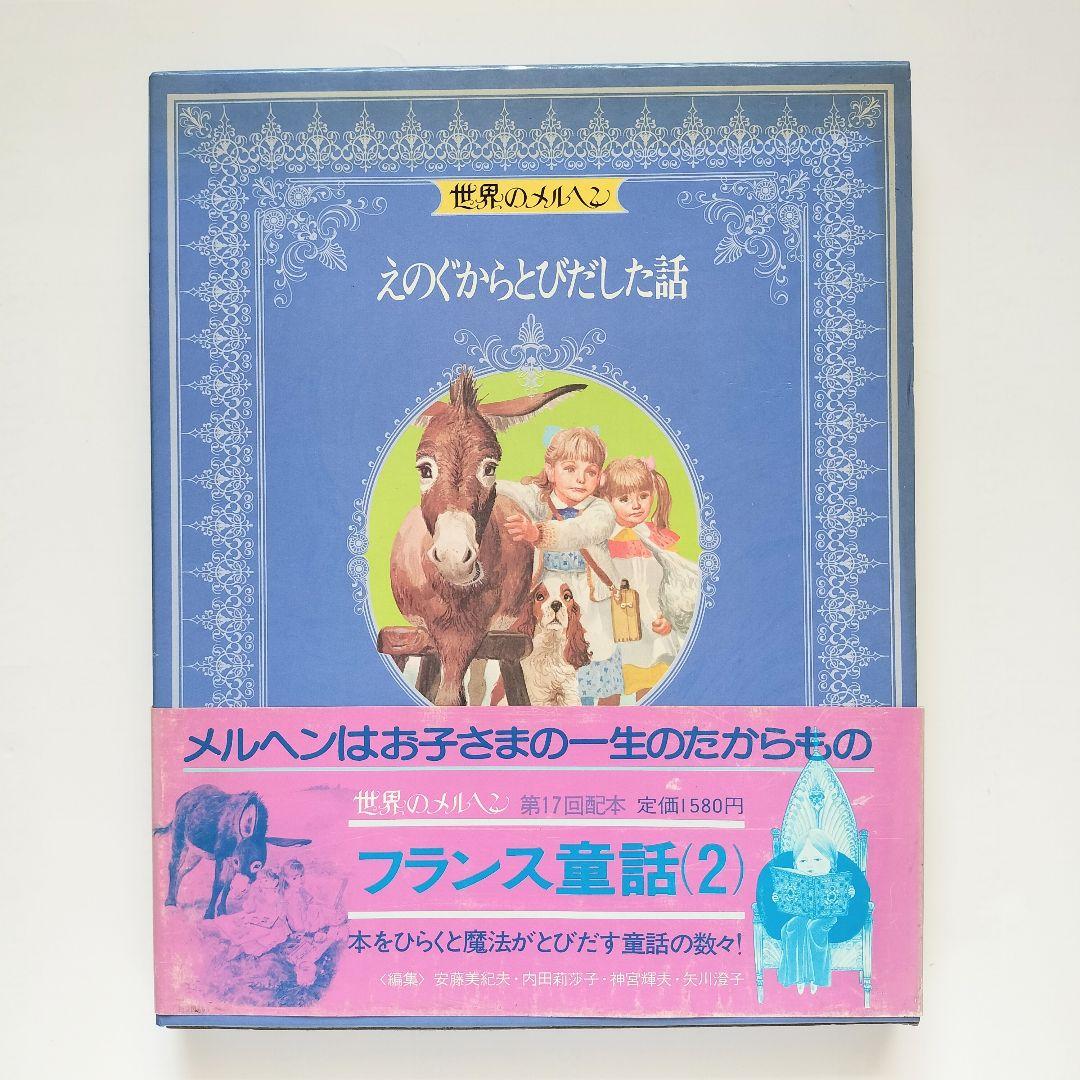 世界のメルヘン
えのぐからとびだした話
メルヘンはお子さまの一生のたからもの
世界のメルヘン 第17回配本 定価1580円
フランス童話(2)
本をひらくと魔法がとびだす童話の数々!
〈編集〉 安藤美紀夫・内田莉莎子・神宮輝夫・矢川澄子